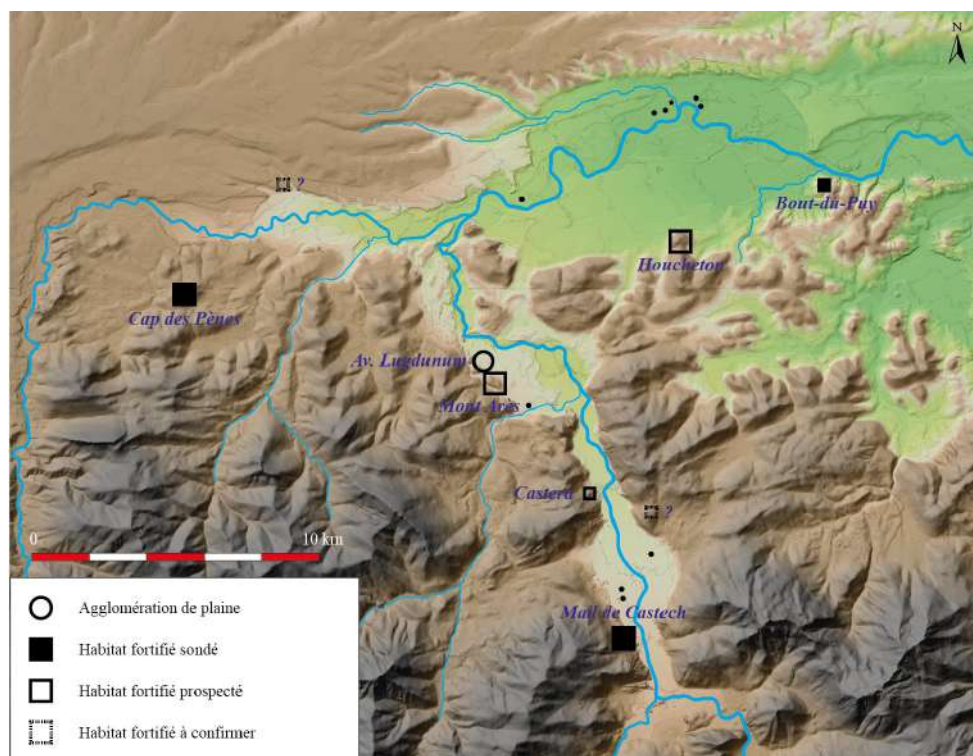 N
?
Bout-du-Puy
Houcheton
Cap des Pènes
Av. Lugdunum
Mont Arès
Castera
?
0
10 km
Mail de Castech
Agglomération de plaine
Habitat fortifié sondé
Habitat fortifié prospecté
Habitat fortifié à confirmer